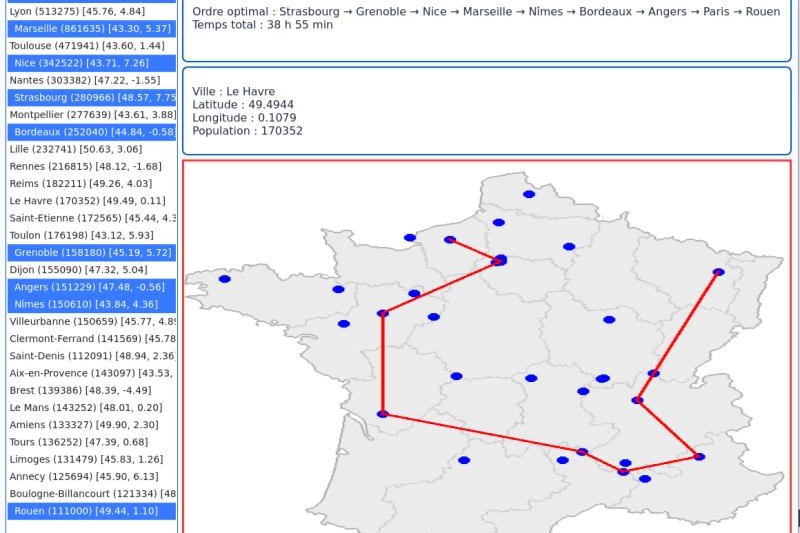 Lyon (513275) [45.76, 4.84]
Marseille (861635) [43.30, 5.37]
Toulouse (471941) [43.60, 1.44]
Nice (342522) [43.71, 7.26]
Nantes (303382) [47.22, -1.55]
Strasbourg (280966) [48.57, 7.75
Montpellier (277639) [43.61, 3.88]
Bordeaux (252040) [44.84, -0.58]
Lille (232741) [50.63, 3.06]
Rennes (216815) [48.12, -1.68]
Reims (182211) [49.26, 4.03]
Le Havre (170352) [49.49, 0.11]
Saint-Etienne (172565) [45.44, 4.3
Toulon (176198) [43.12, 5.93]
Grenoble (158180) [45.19, 5.72]
Dijon (155090) [47.32, 5.04]
Angers (151229) [47.48, -0.56]
Nîmes (150610) [43.84, 4.36]
Villeurbanne (150659) [45.77, 4.89
Clermont-Ferrand (141569) [45.78
Saint-Denis (112091) [48.94, 2.36
Aix-en-Provence (143097) [43.53,
Brest (139386) [48.39, -4.49]
Le Mans (143252) [48.01, 0.20]
Amiens (133327) [49.90, 2.30]
Tours (136252) [47.39, 0.68]
Limoges (131479) [45.83, 1.26]
Annecy (125694) [45.90, 6.13]
Boulogne-Billancourt (121334) [48
Rouen (111000) [49.44, 1.10]
Ordre optimal : Strasbourg → Grenoble → Nice → Marseille → Nîmes → Bordeaux → Angers → Paris → Rouen
Temps total : 38 h 55 min
Ville : Le Havre
Latitude : 49.4944
Longitude : 0.1079
Population : 170352